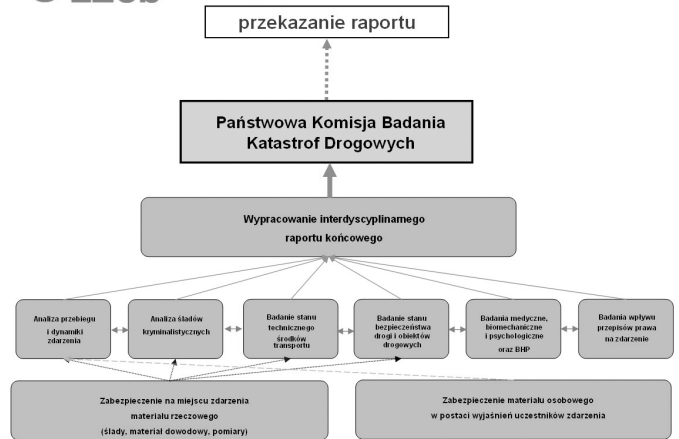 przekazanie raportu
Państwowa Komisja Badania
Katastrof Drogowych
Wypracowanie interdyscyplinarnego
raportu końcowego
Analiza przebiegu
i dynamiki
zdarzenia
Analiza śladów
kryminalistycznych
Badanie stanu
technicznego
środków
transportu
Badanie stanu
bezpieczeństwa
drogi i obiektów
drogowych
Badania medyczne,
biomechaniczne
i psychologiczne
oraz BHP
Badania wpływu
przepisów prawa
na zdarzenie
Zabezpieczenie na miejscu zdarzenia
materiału rzeczowego
(ślady, materiał dowodowy, pomiary)
Zabezpieczenie materiału osobowego
w postaci wyjaśnień uczestników zdarzenia